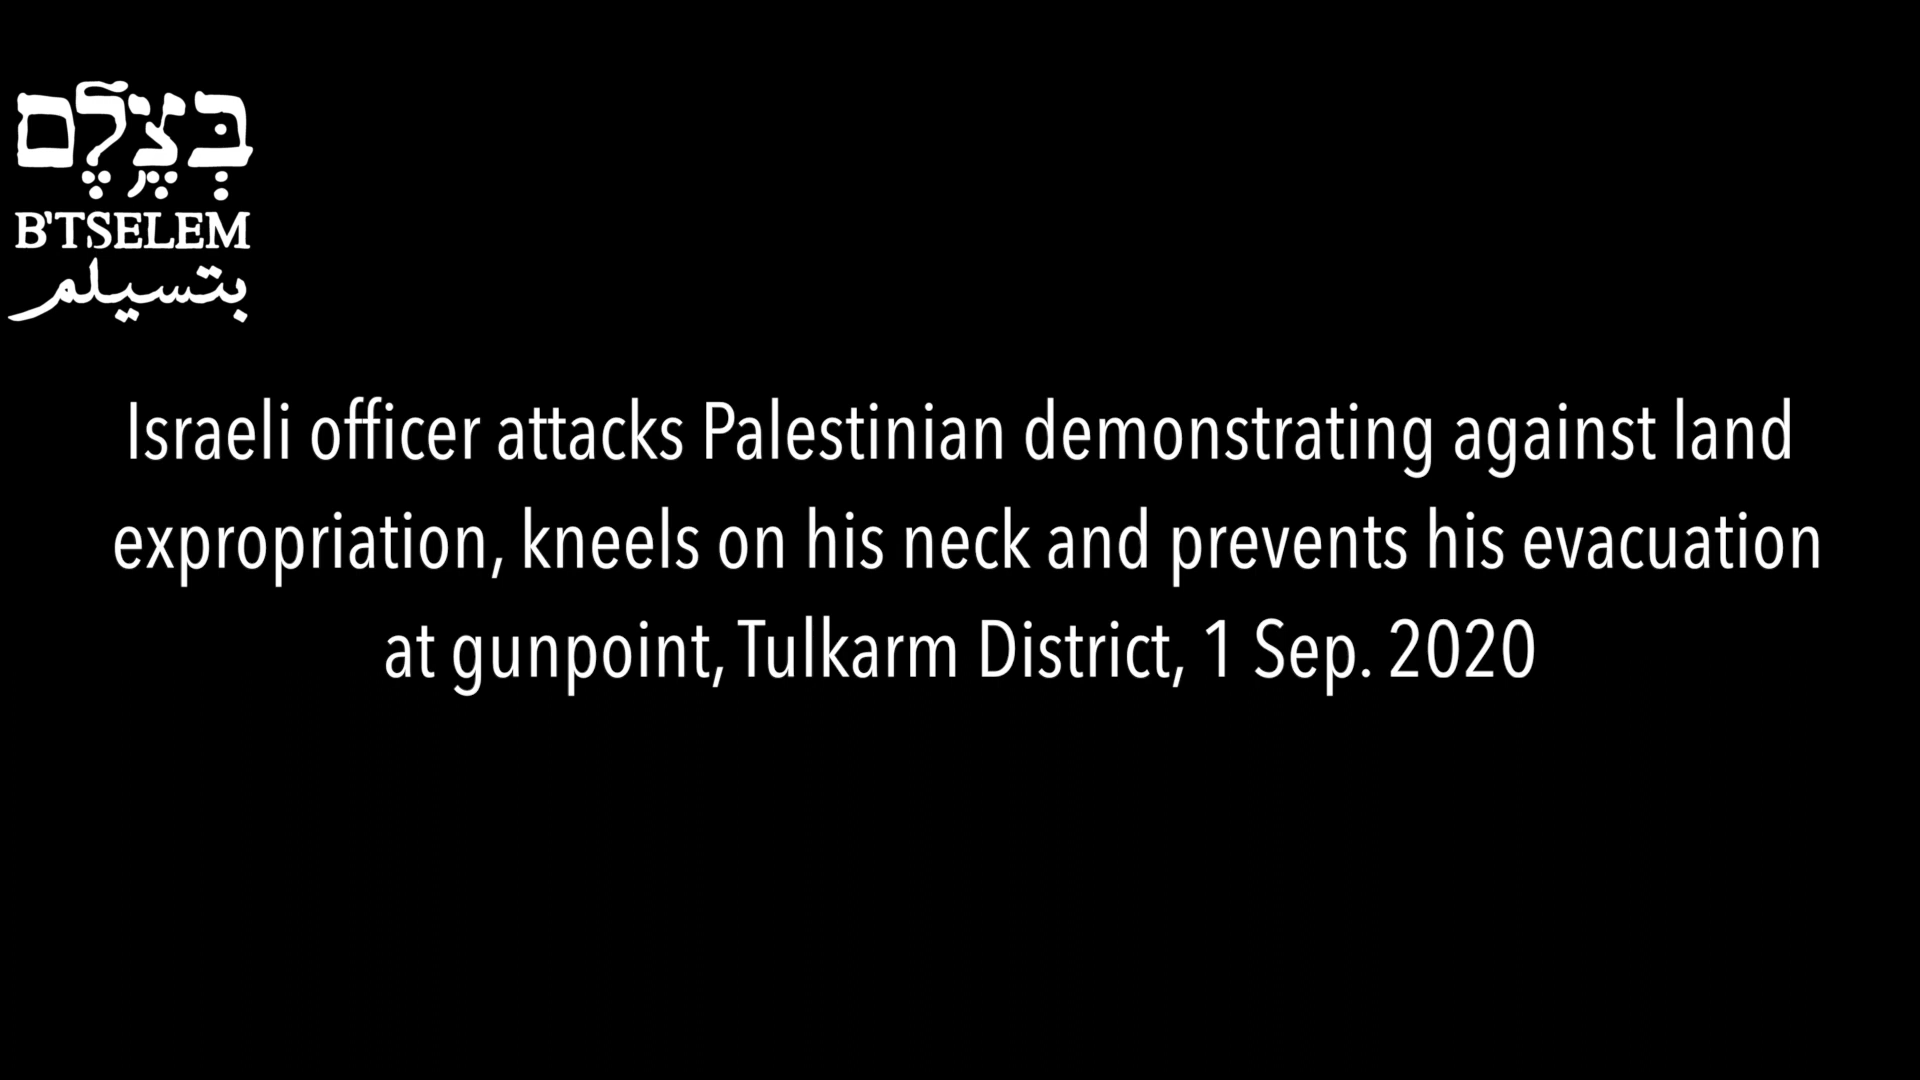 בְּצֶלֶם
B'TSELEM
بتسيلم
Israeli officer attacks Palestinian demonstrating against land
expropriation, kneels on his neck and prevents his evacuation
at gunpoint, Tulkarm District, 1 Sep. 2020